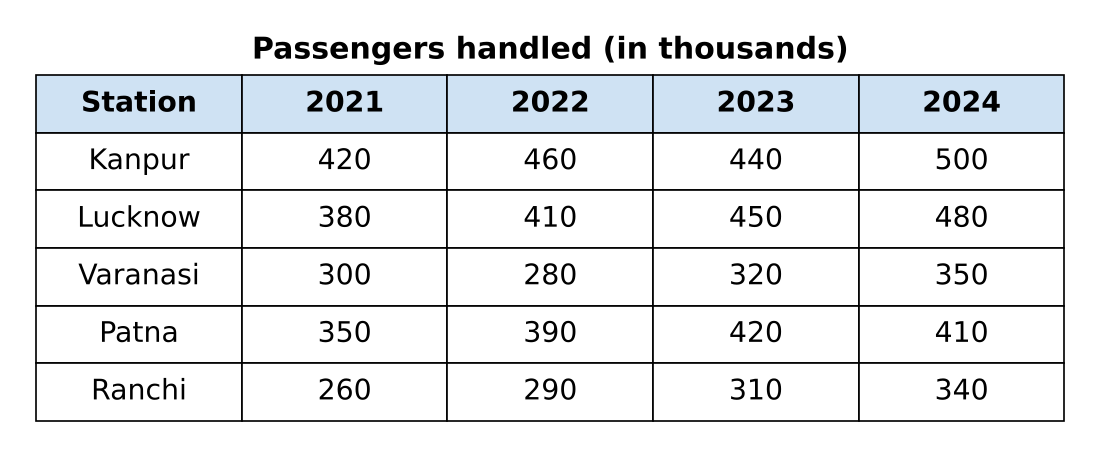 Passengers handled (in thousands)
Station 2021 2022 2023 2024
Kanpur 420 460 440 500
Lucknow 380 410 450 480
Varanasi 300 280 320 350
Patna 350 390 420 410
Ranchi 260 290 310 340